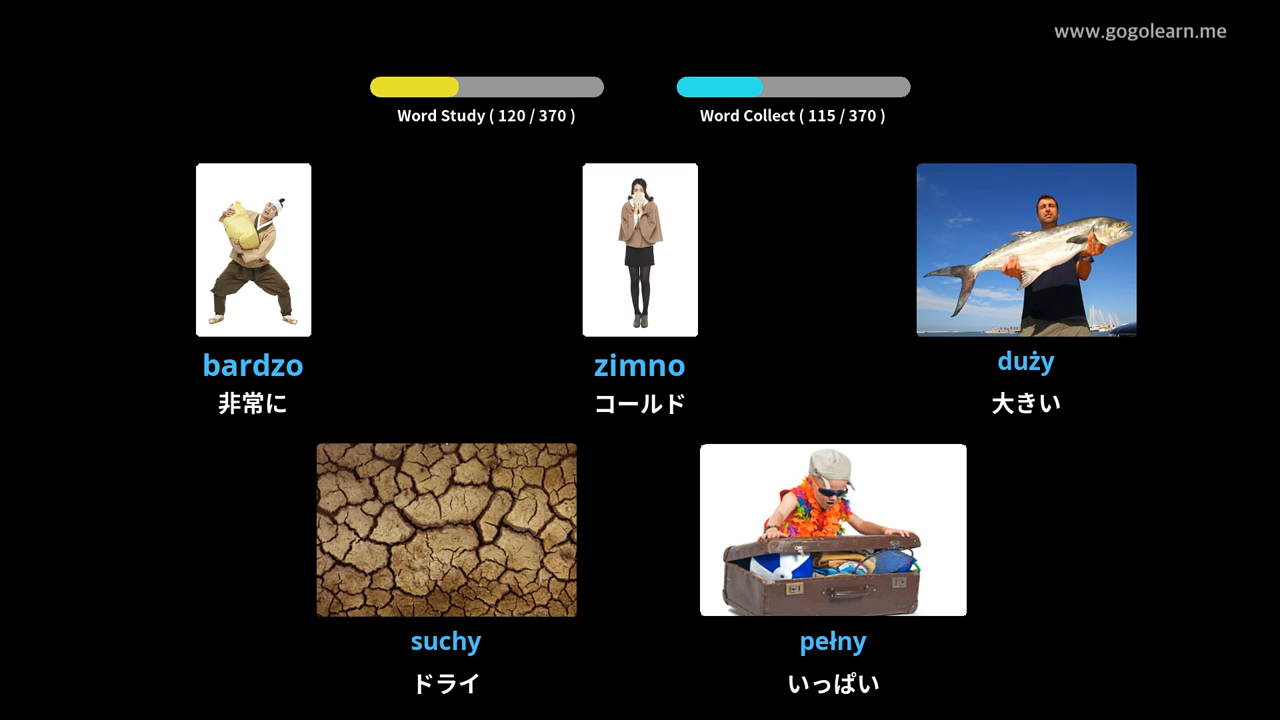 www.gogolearn.me
Word Study ( 120 / 370 )
Word Collect ( 115 / 370 )
bardzo
非常に
zimno
コールド
duży
大きい
suchy
ドライ
pełny
いっぱい